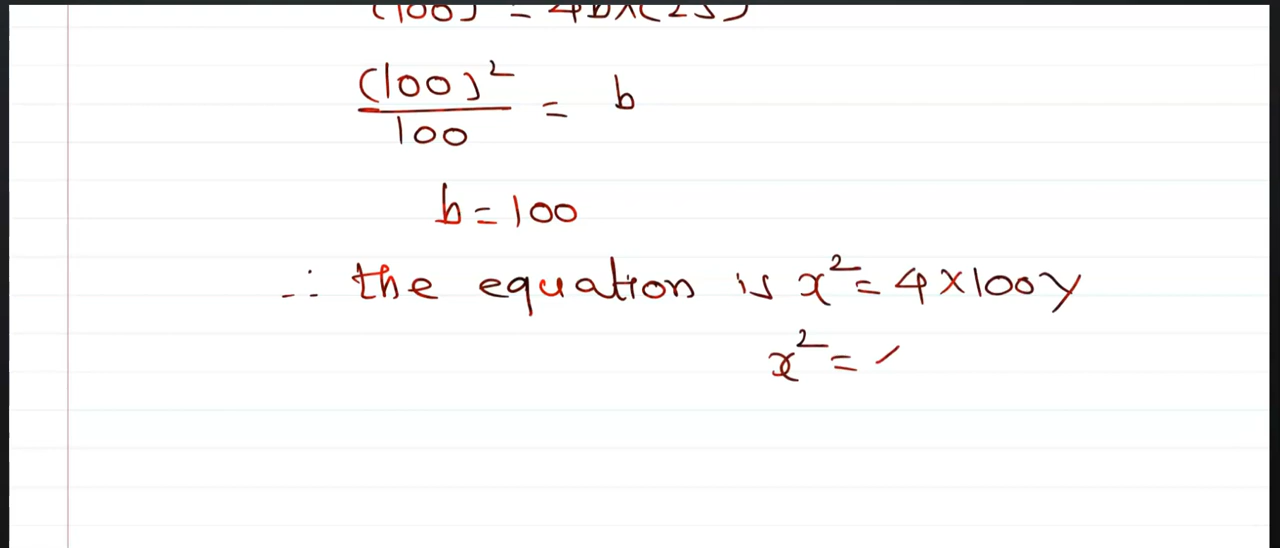 (100)² / 100 = b
b = 100
∴ the equation is x² = 4×100y
x² =